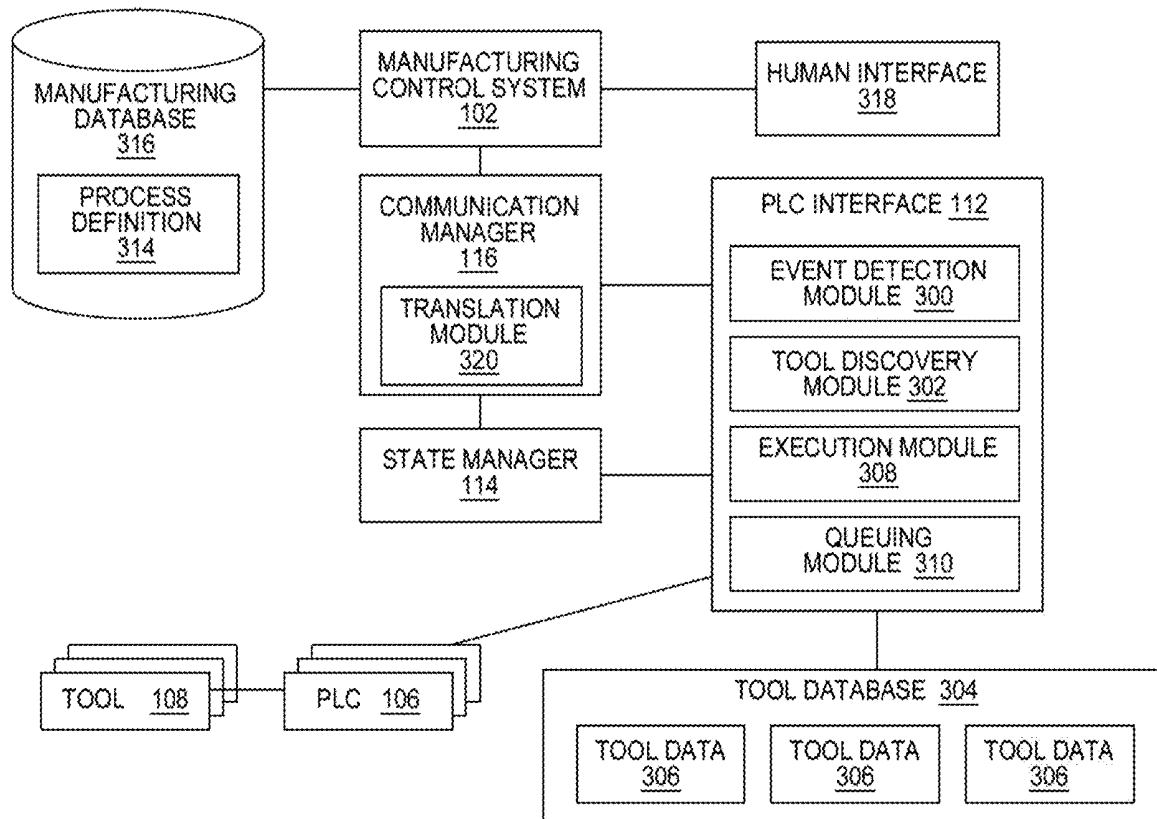 MANUFACTURING
DATABASE
316
PROCESS
DEFINITION
314
MANUFACTURING
CONTROL SYSTEM
102
HUMAN INTERFACE
318
COMMUNICATION
MANAGER
116
TRANSLATION
MODULE
320
STATE MANAGER
114
PLC INTERFACE 112
EVENT DETECTION
MODULE 300
TOOL DISCOVERY
MODULE 302
EXECUTION MODULE
308
QUEUING
MODULE 310
TOOL 108
PLC 106
TOOL DATABASE 304
TOOL DATA
306
TOOL DATA
306
TOOL DATA
306